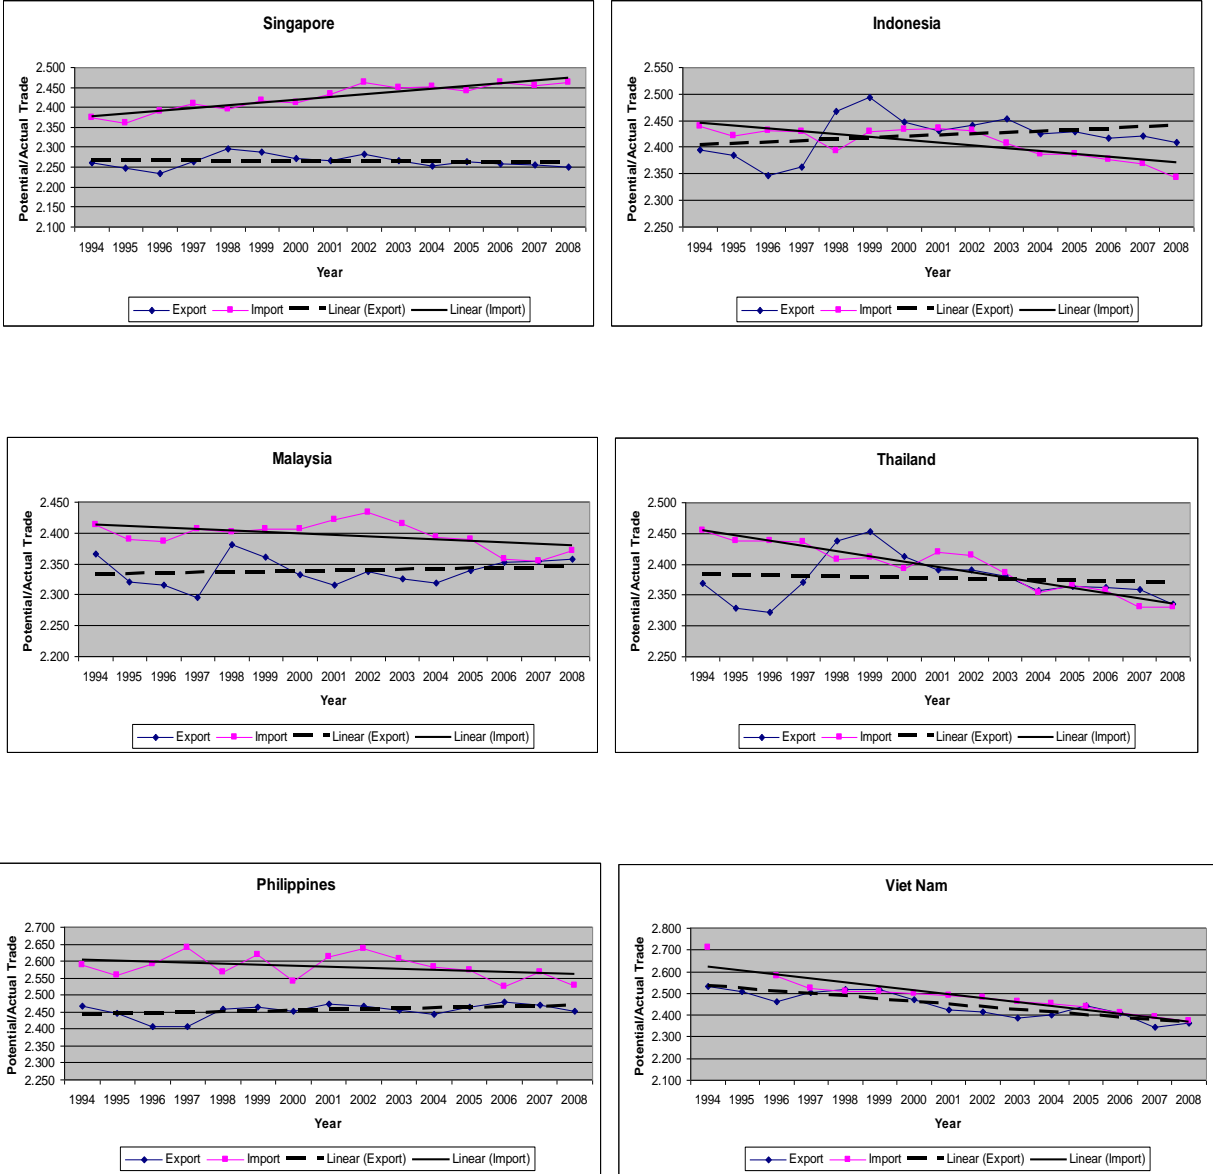 Singapore
Potential/Actual Trade
2.500
2.450
2.400
2.350
2.300
2.250
2.200
2.150
2.100
1994 1995 1996 1997 1998 1999 2000 2001 2002 2003 2004 2005 2006 2007 2008
Year
Export Import Linear (Export) Linear (Import)
Indonesia
Potential/Actual Trade
2.550
2.500
2.450
2.400
2.350
2.300
2.250
1994 1995 1996 1997 1998 1999 2000 2001 2002 2003 2004 2005 2006 2007 2008
Year
Export Import Linear (Export) Linear (Import)
Malaysia
Potential/Actual Trade
2.450
2.400
2.350
2.300
2.250
2.200
1994 1995 1996 1997 1998 1999 2000 2001 2002 2003 2004 2005 2006 2007 2008
Year
Export Import Linear (Export) Linear (Import)
Thailand
Potential/Actual Trade
2.500
2.450
2.400
2.350
2.300
2.250
1994 1995 1996 1997 1998 1999 2000 2001 2002 2003 2004 2005 2006 2007 2008
Year
Export Import Linear (Export) Linear (Import)
Philippines
Potential/Actual Trade
2.700
2.650
2.600
2.550
2.500
2.450
2.400
2.350
2.300
2.250
1994 1995 1996 1997 1998 1999 2000 2001 2002 2003 2004 2005 2006 2007 2008
Year
Export Import Linear (Export) Linear (Import)
Viet Nam
Potential/Actual Trade
2.800
2.700
2.600
2.500
2.400
2.300
2.200
2.100
1994 1995 1996 1997 1998 1999 2000 2001 2002 2003 2004 2005 2006 2007 2008
Year
Export Import Linear (Export) Linear (Import)